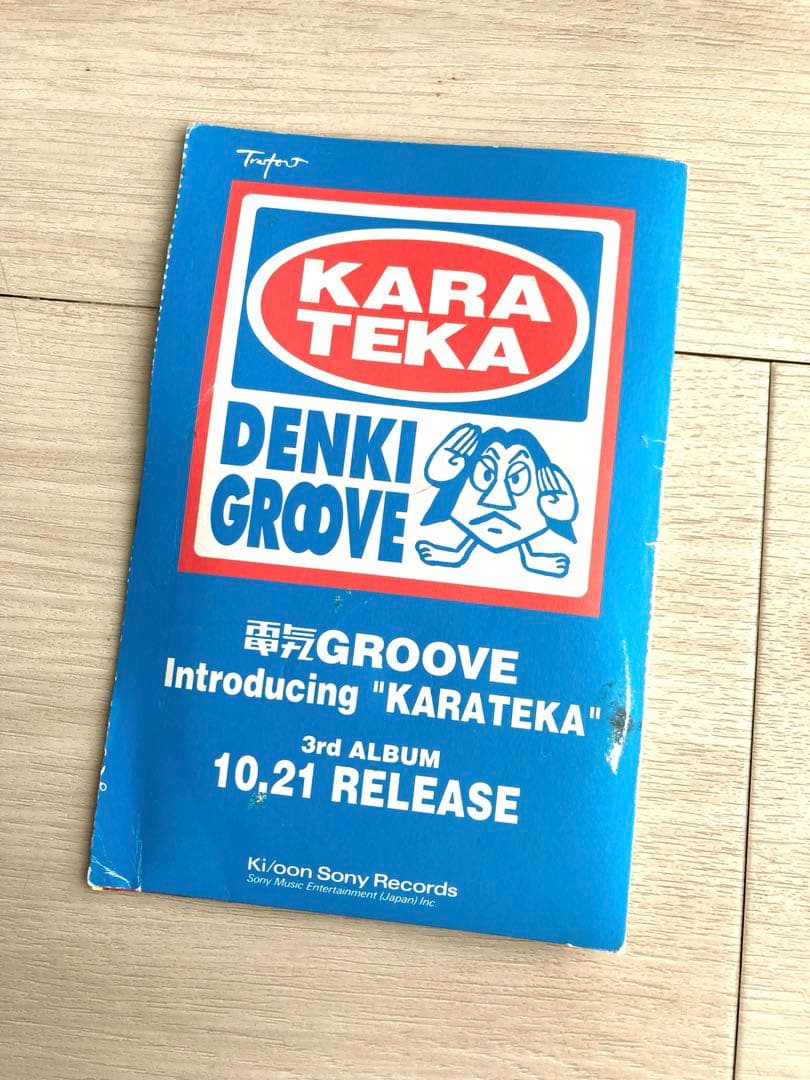 KARA
TEKA
DENKI
GROOVE
電気GROOVE
Introducing "KARATEKA"
3rd ALBUM
10.21 RELEASE
Ki/oon Sony Records
Sony Music Entertainment (Japan) Inc.